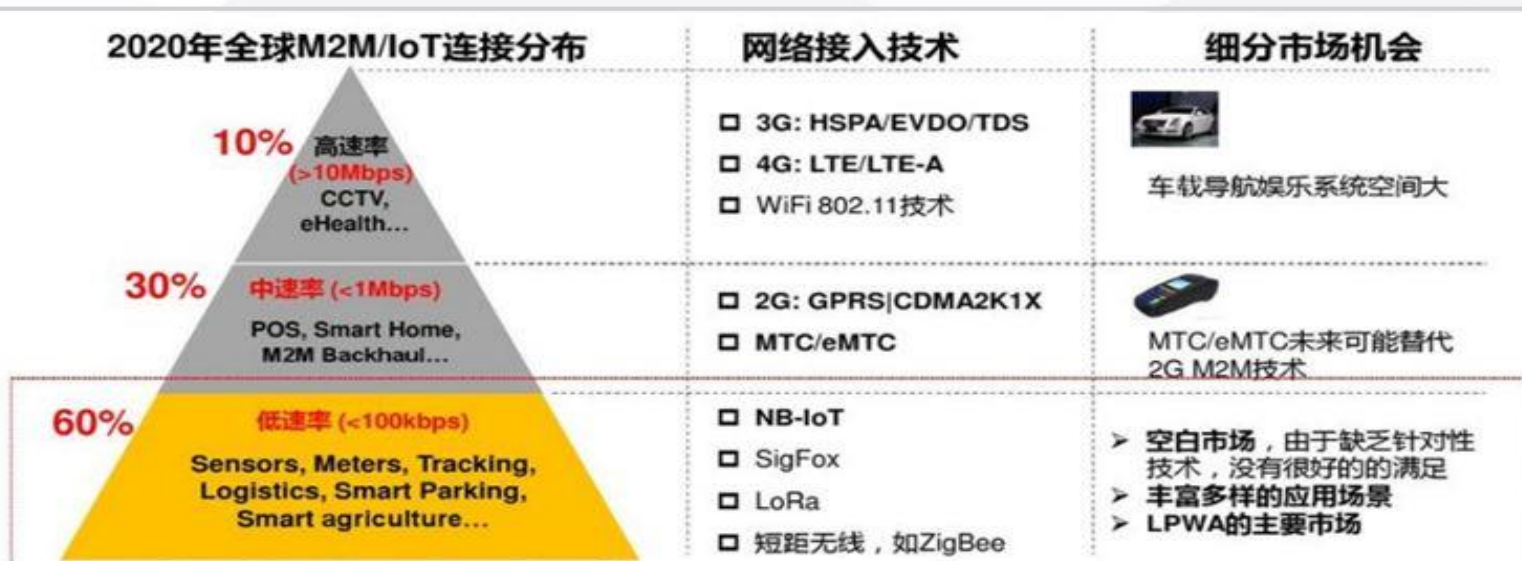 2020年全球M2M/IoT连接分布
网络接入技术
细分市场机会
10%
高速率
(>10Mbps)
CCTV,
eHealth...
3G: HSPA/EVDO/TDS
4G: LTE/LTE-A
WiFi 802.11技术
车载导航娱乐系统空间大
30%
中速率 (<1Mbps)
POS, Smart Home,
M2M Backhaul...
2G: GPRS|CDMA2K1X
MTC/eMTC
MTC/eMTC未来可能替代
2G M2M技术
60%
低速率 (<100kbps)
Sensors, Meters, Tracking,
Logistics, Smart Parking,
Smart agriculture...
NB-IoT
SigFox
LoRa
短距无线，如ZigBee
空白市场，由于缺乏针对性
技术，没有很好的的满足
丰富多样的应用场景
LPWA的主要市场